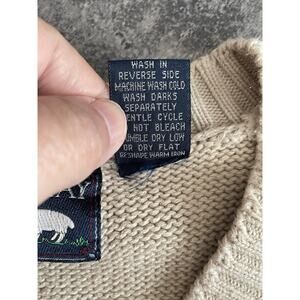 WASH IN
REVERSE SIDE
MACHINE WASH COLD
WASH DARKS
SEPARATELY
ENTLE CYCLE
NOT BLEACH
UMBLE DRY LOW
OR DRY FLAT
RESHAPE WARM IRON